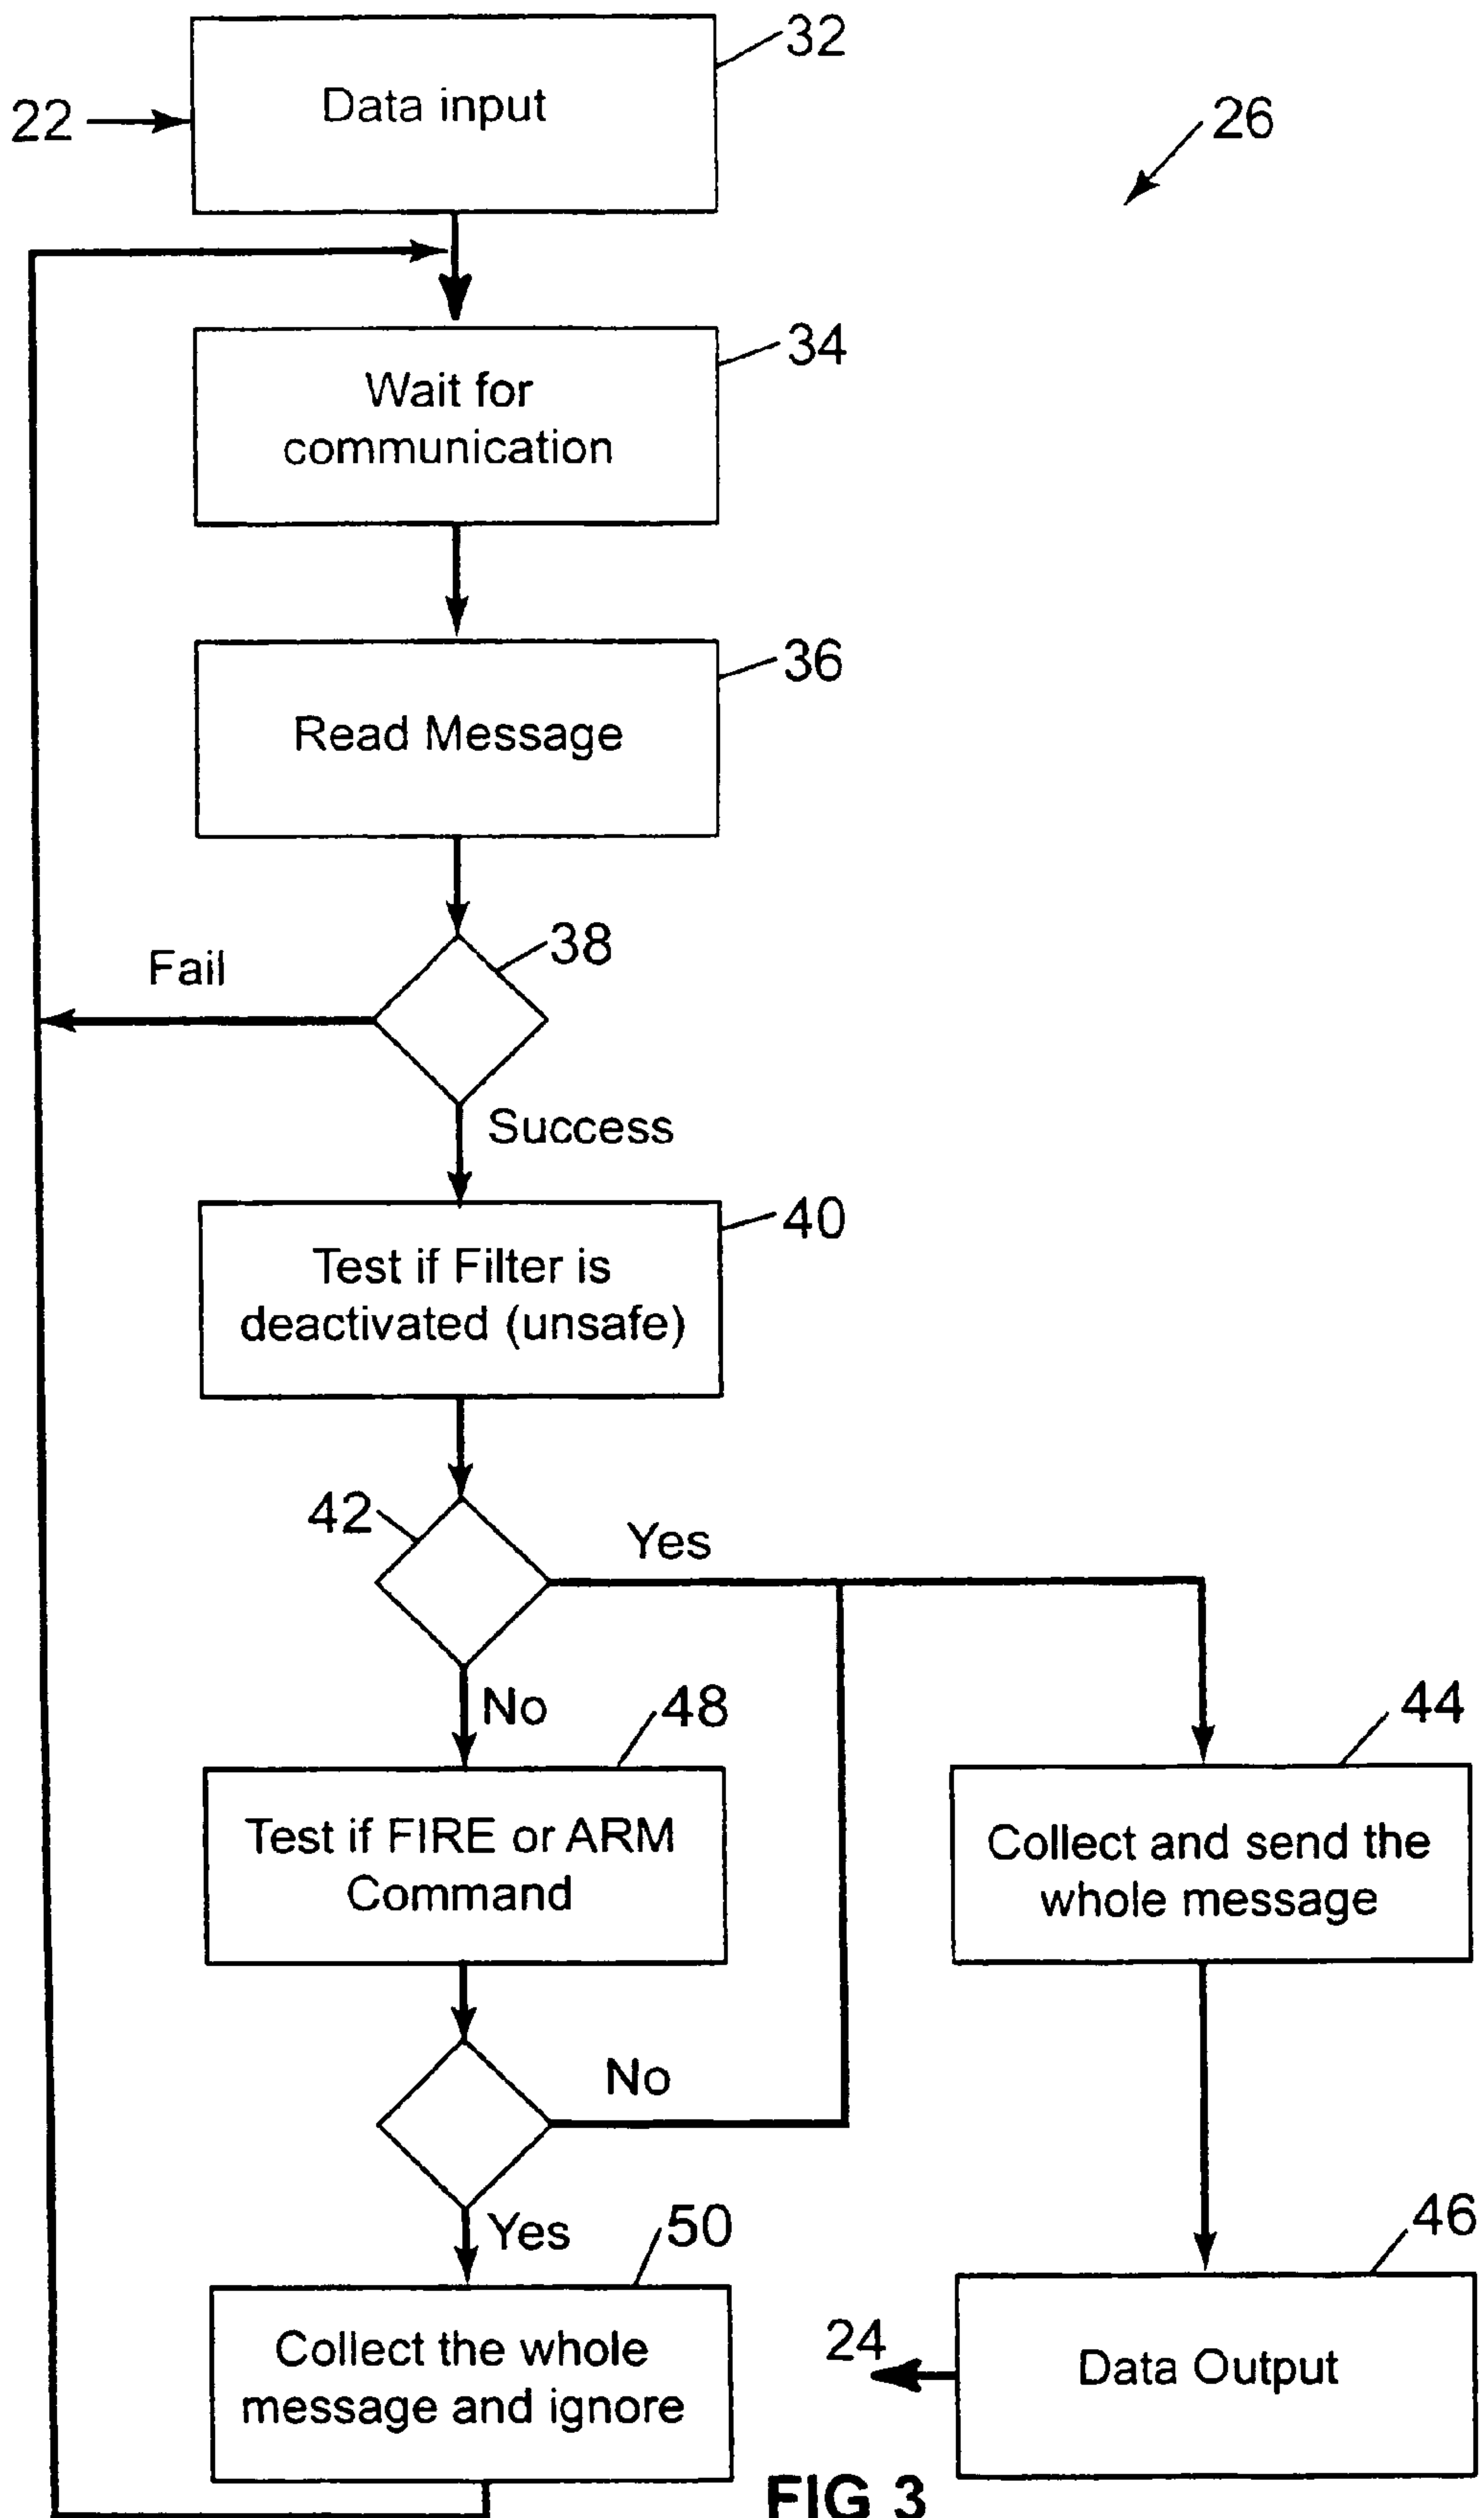 32
Data input
22
26
34
Wait for
communication
36
Read Message
38
Fail
Success
40
Test if Filter is
deactivated (unsafe)
42
Yes
No
48
44
Test if FIRE or ARM
Command
Collect and send the
whole message
No
Yes
50
46
Collect the whole
message and ignore
24
Data Output
FIG 3